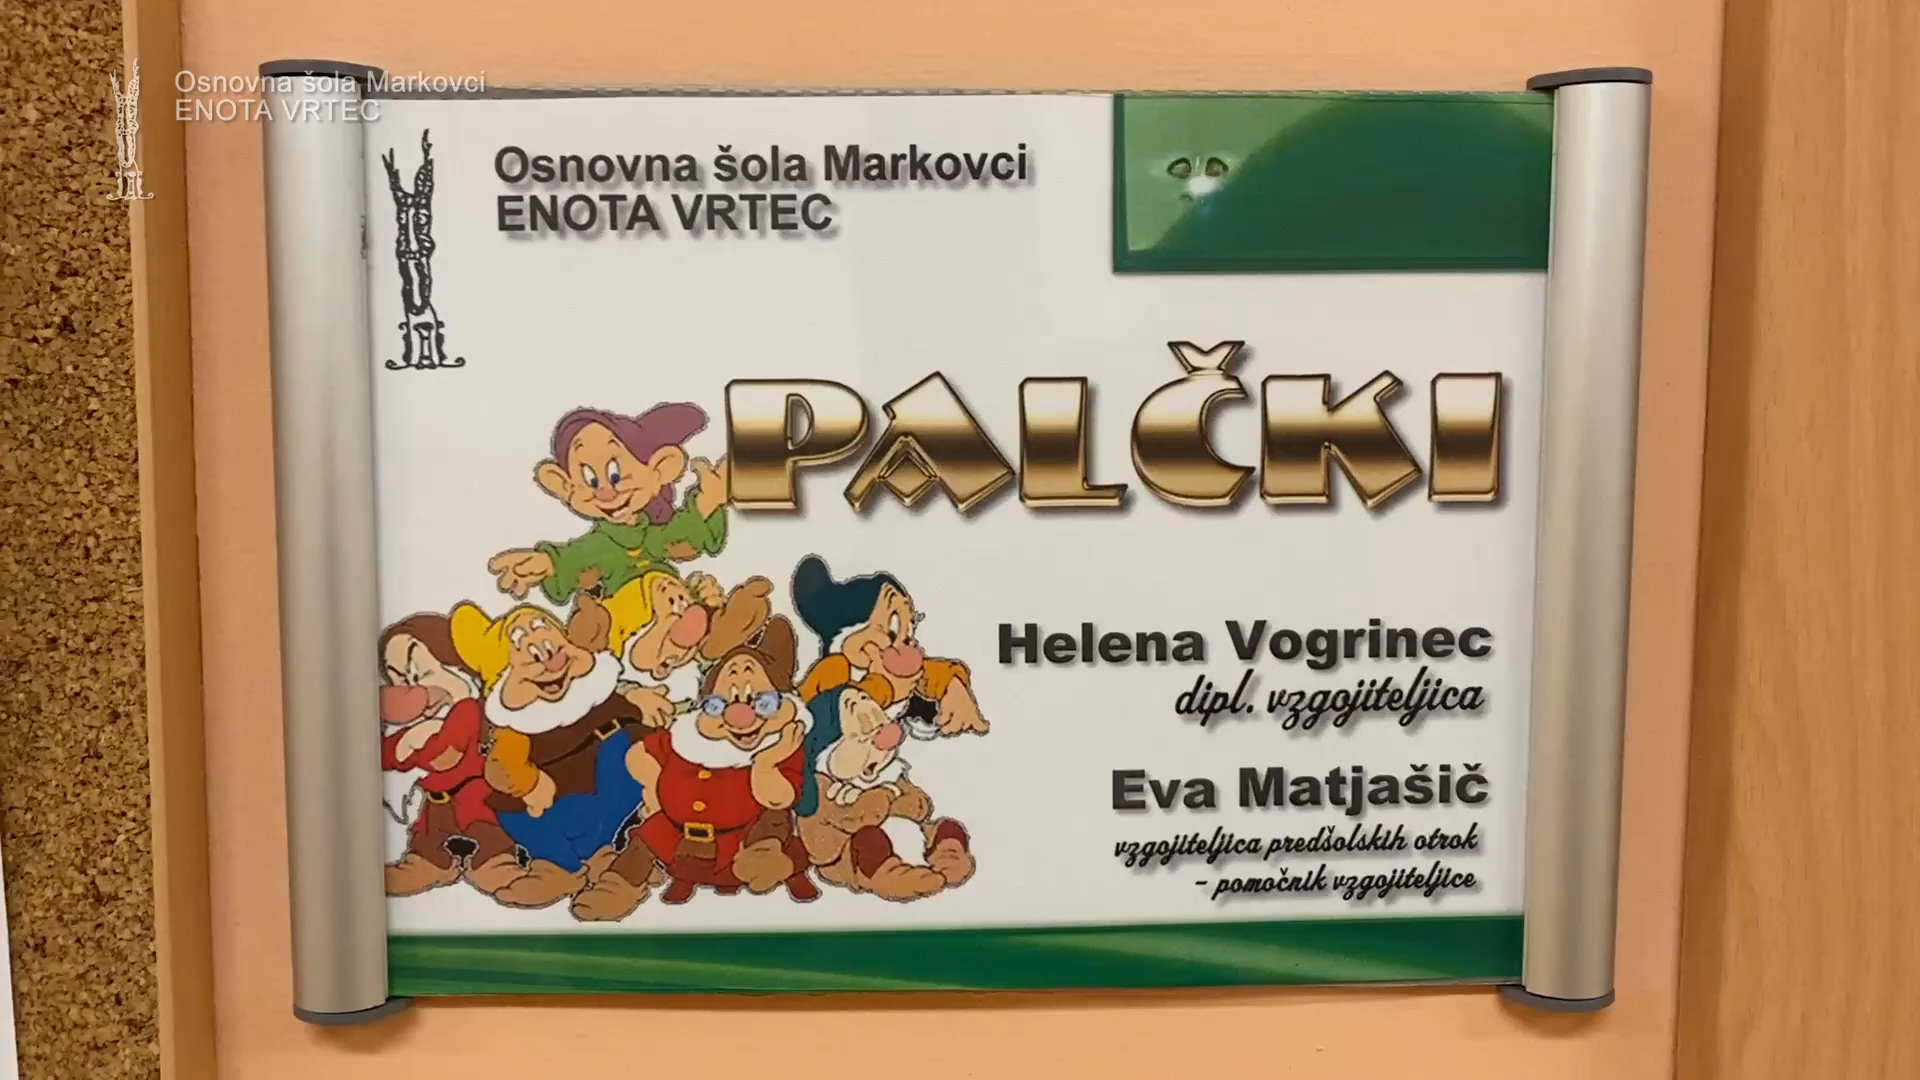 Osnovna šola Markovci
ENOTA VRTEC
Osnovna šola Markovci
ENOTA VRTEC
PALČKI
Helena Vogrinec
dipl. vzgojiteljica
Eva Matjašič
vzgojiteljica predšolskih otrok
- pomočnik vzgojiteljice